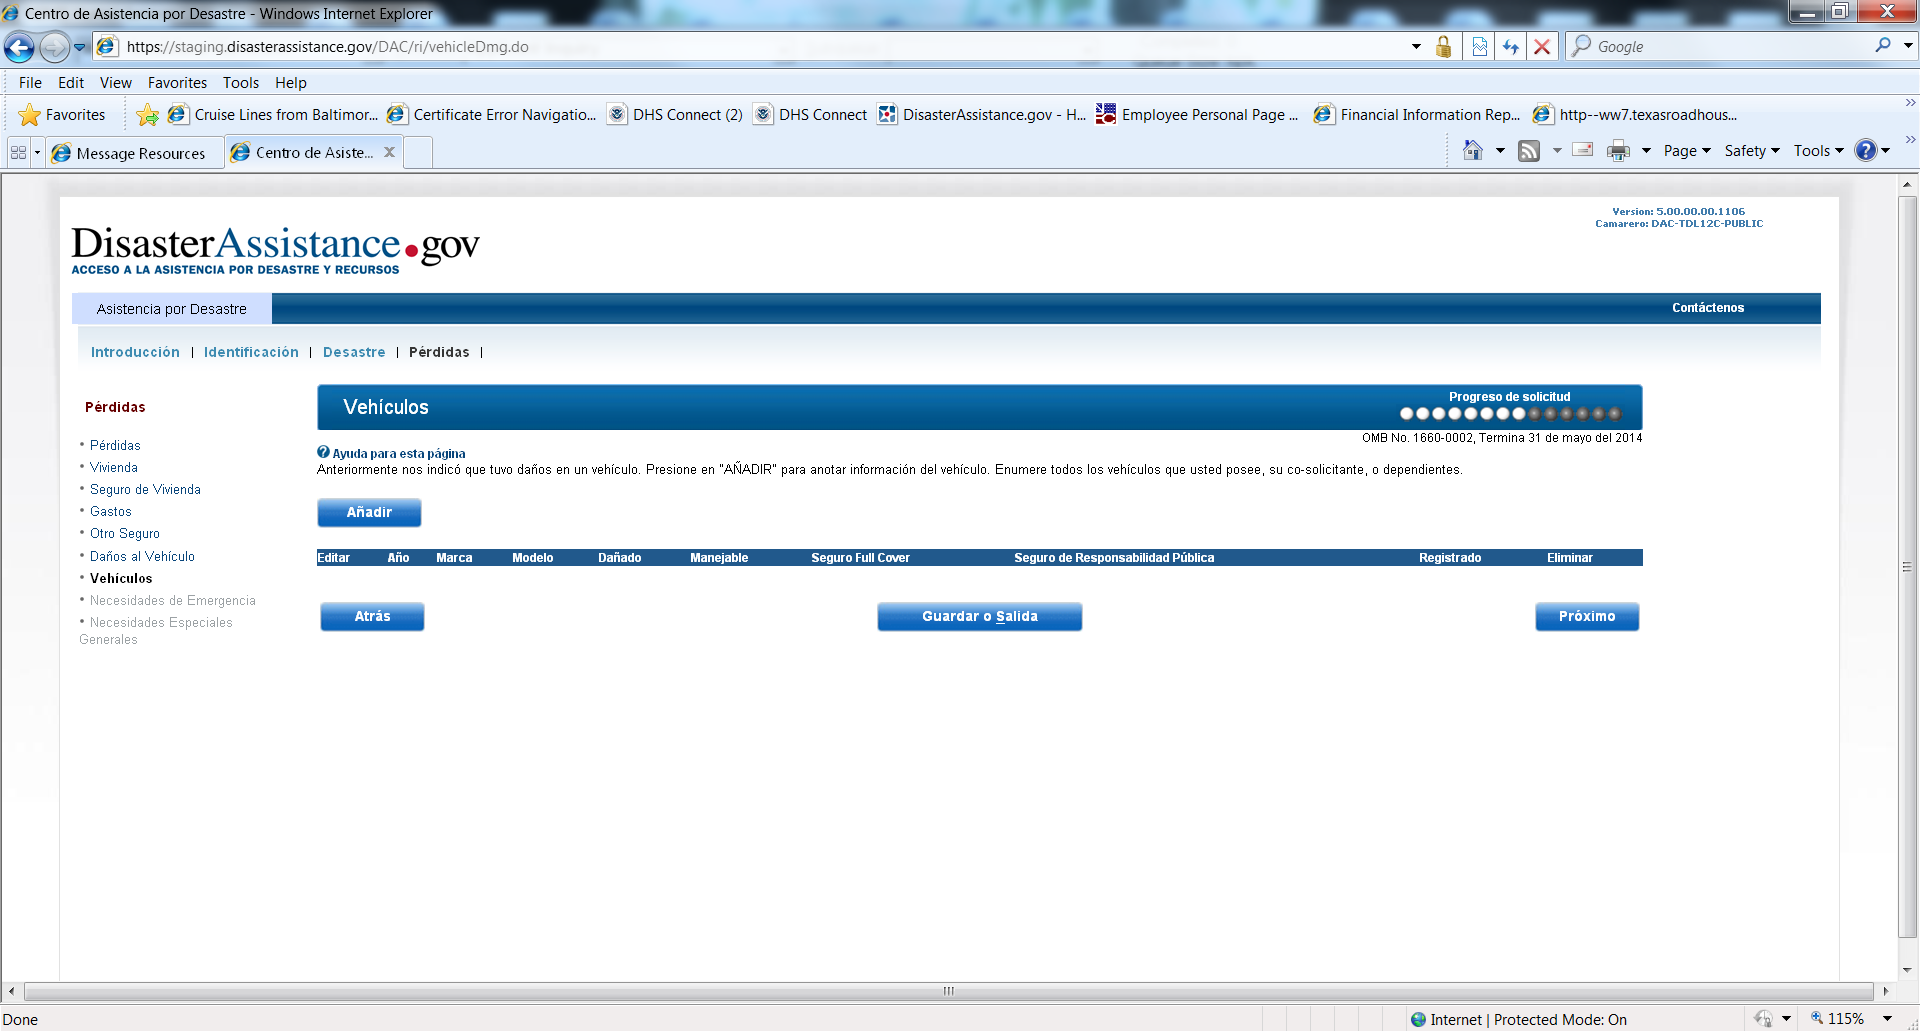 Centro de Asistencia por Desastre - Windows Internet Explorer
https://staging.disasterassistance.gov/DAC/ri/vehicleDmg.do
Google
File Edit View Favorites Tools Help
Favorites Cruise Lines from Baltimor... Certificate Error Navigatio... DHS Connect (2) DHS Connect DisasterAssistance.gov - H... Employee Personal Page ... Financial Information Rep... http--ww7.texasroadhous...
Message Resources Centro de Asiste... Page Safety Tools
Version: 5.00.00.00.1106
Camarero: DAC-TDL12C-PUBLIC
DisasterAssistance.gov
ACCESO A LA ASISTENCIA POR DESASTRE Y RECURSOS
Asistencia por Desastre Contáctenos
Introducción | Identificación | Desastre | Pérdidas |
Pérdidas
• Pérdidas
• Vivienda
• Seguro de Vivienda
• Gastos
• Otro Seguro
• Daños al Vehículo
• Vehículos
• Necesidades de Emergencia
• Necesidades Especiales
Generales
Vehículos
Progreso de solicitud
OMB No. 1660-0002, Termina 31 de mayo del 2014
Ayuda para esta página
Anteriormente nos indicó que tuvo daños en un vehículo. Presione en "AÑADIR" para anotar información del vehículo. Enumere todos los vehículos que usted posee, su co-solicitante, o dependientes.
Añadir
Editar Año Marca Modelo Dañado Manejable Seguro Full Cover Seguro de Responsabilidad Pública Registrado Eliminar
Atrás Guardar o Salida Próximo
Done Internet | Protected Mode: On 115%